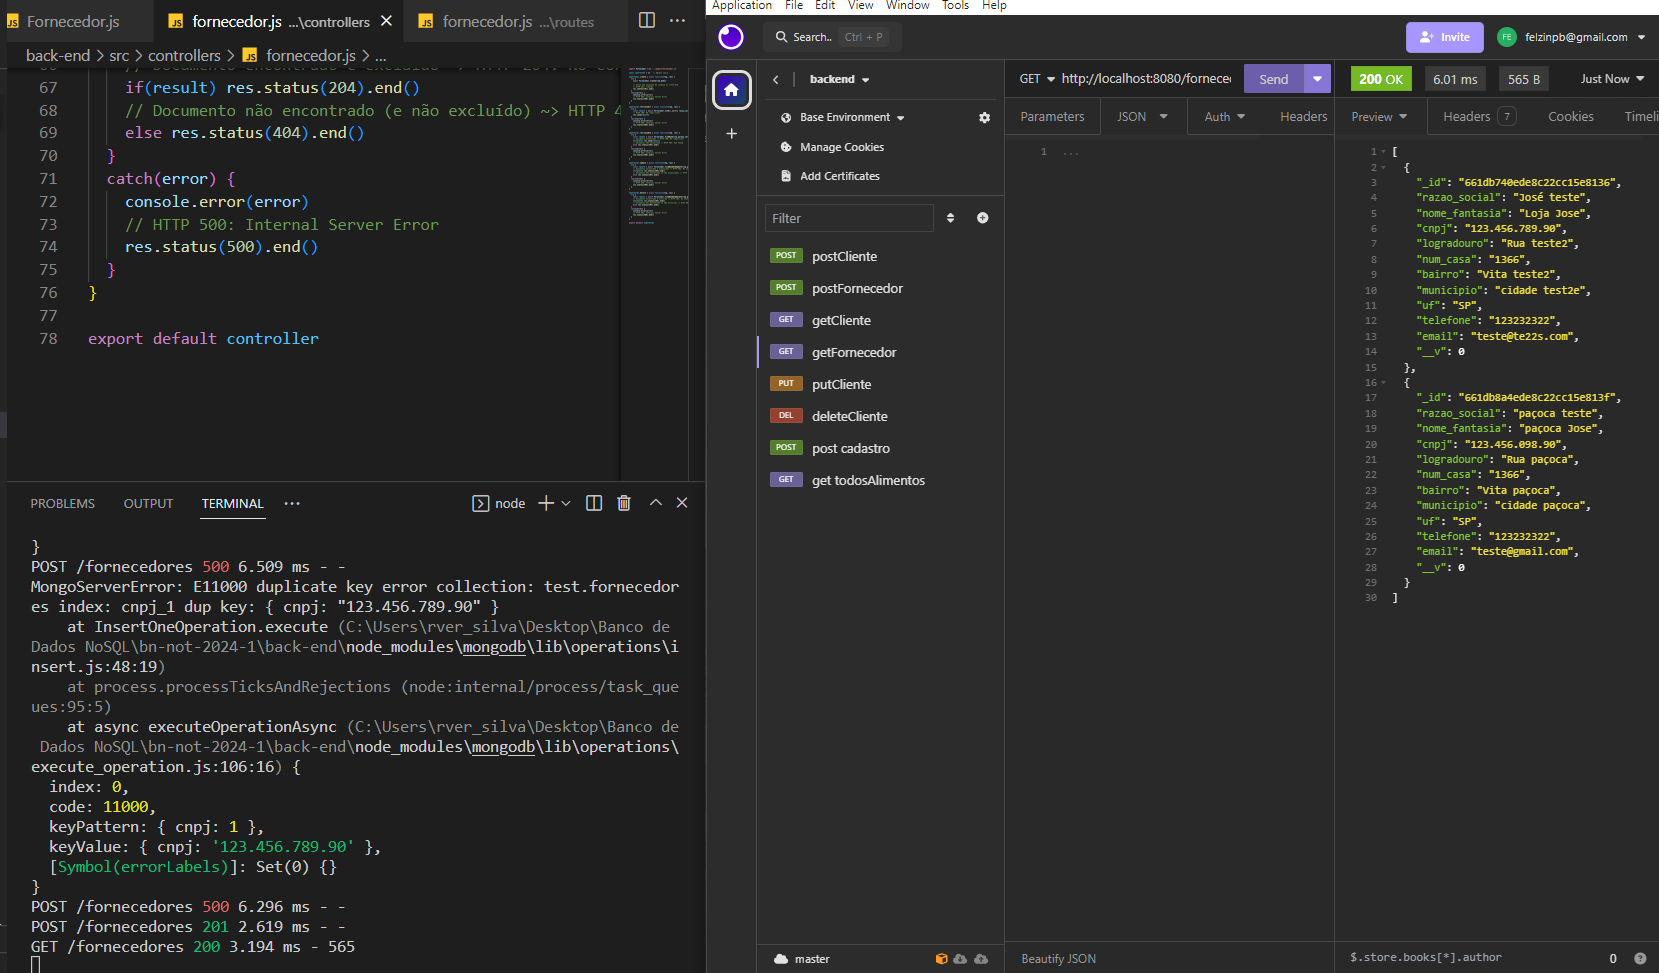 Fornecedor.js
fornecedor.js ...\controllers
fornecedor.js ...\routes
back-end > src > controllers > fornecedor.js > ...
67 if(result) res.status(204).end()
68 // Documento não encontrado (e não excluído) ~> HTTP 4
69 else res.status(404).end()
70 }
71 catch(error) {
72 console.error(error)
73 // HTTP 500: Internal Server Error
74 res.status(500).end()
75 }
76 }
77
78 export default controller
PROBLEMS OUTPUT TERMINAL ... node
}
POST /fornecedores 500 6.509 ms - -
MongoServerError: E11000 duplicate key error collection: test.fornecedor
es index: cnpj_1 dup key: { cnpj: "123.456.789.90" }
at InsertOneOperation.execute (C:\Users\rver_silva\Desktop\Banco de
Dados NoSQL\bn-not-2024-1\back-end\node_modules\mongodb\lib\operations\i
nsert.js:48:19)
at process.processTicksAndRejections (node:internal/process/task_que
ues:95:5)
at async executeOperationAsync (C:\Users\rver_silva\Desktop\Banco de
Dados NoSQL\bn-not-2024-1\back-end\node_modules\mongodb\lib\operations\
execute_operation.js:106:16) {
index: 0,
code: 11000,
keyPattern: { cnpj: 1 },
keyValue: { cnpj: '123.456.789.90' },
[Symbol(errorLabels)]: Set(0) {}
}
POST /fornecedores 500 6.296 ms - -
POST /fornecedores 201 2.619 ms - -
GET /fornecedores 200 3.194 ms - 565
Application File Edit View Window Tools Help
Search.. Ctrl + P
Invite
FE felzinpb@gmail.com
backend
Base Environment
Manage Cookies
Add Certificates
Filter
POST postCliente
POST postFornecedor
GET getCliente
GET getFornecedor
PUT putCliente
DEL deleteCliente
POST post cadastro
GET get todosAlimentos
master
GET http://localhost:8080/fornece
Send
Parameters JSON Auth Headers
1 ...
Beautify JSON
200 OK 6.01 ms 565 B Just Now
Preview Headers 7 Cookies Timeli
1 [
2 {
3 "_id": "661db740ede8c22cc15e8136",
4 "razao_social": "José teste",
5 "nome_fantasia": "Loja Jose",
6 "cnpj": "123.456.789.90",
7 "logradouro": "Rua teste2",
8 "num_casa": "1366",
9 "bairro": "Vita teste2",
10 "municipio": "cidade test2e",
11 "uf": "SP",
12 "telefone": "123232322",
13 "email": "teste@te22s.com",
14 "__v": 0
15 },
16 {
17 "_id": "661db8a4ede8c22cc15e813f",
18 "razao_social": "paçoca teste",
19 "nome_fantasia": "paçoca Jose",
20 "cnpj": "123.456.098.90",
21 "logradouro": "Rua paçoca",
22 "num_casa": "1366",
23 "bairro": "Vita paçoca",
24 "municipio": "cidade paçoca",
25 "uf": "SP",
26 "telefone": "123232322",
27 "email": "teste@gmail.com",
28 "__v": 0
29 }
30 ]
$.store.books[*].author 0